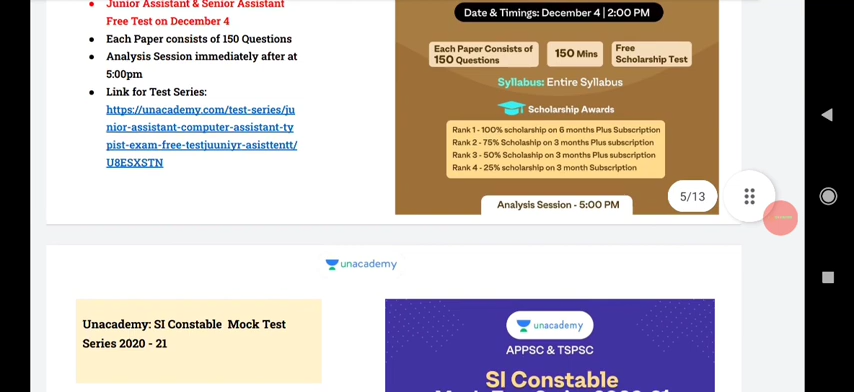 Junior Assistant & Senior Assistant
Free Test on December 4
● Each Paper consists of 150 Questions
● Analysis Session immediately after at
5:00pm
● Link for Test Series:
https://unacademy.com/test-series/ju
nior-assistant-computer-assistant-ty
pist-exam-free-testjuuniyr-asisttentt/
U8ESXSTN
Date & Timings: December 4 | 2:00 PM
Each Paper Consists of
150 Questions
150 Mins
Free
Scholarship Test
Syllabus: Entire Syllabus
Scholarship Awards
Rank 1 - 100% scholarship on 6 months Plus Subscription
Rank 2 - 75% Scholaship on 3 months Plus subscription
Rank 3 - 50% Scholaship on 3 months Plus subscription
Rank 4 - 25% scholarship on 3 month Subscription
Analysis Session - 5:00 PM
5/13
unacademy
Unacademy: SI Constable Mock Test
Series 2020 - 21
unacademy
APPSC & TSPSC
SI Constable